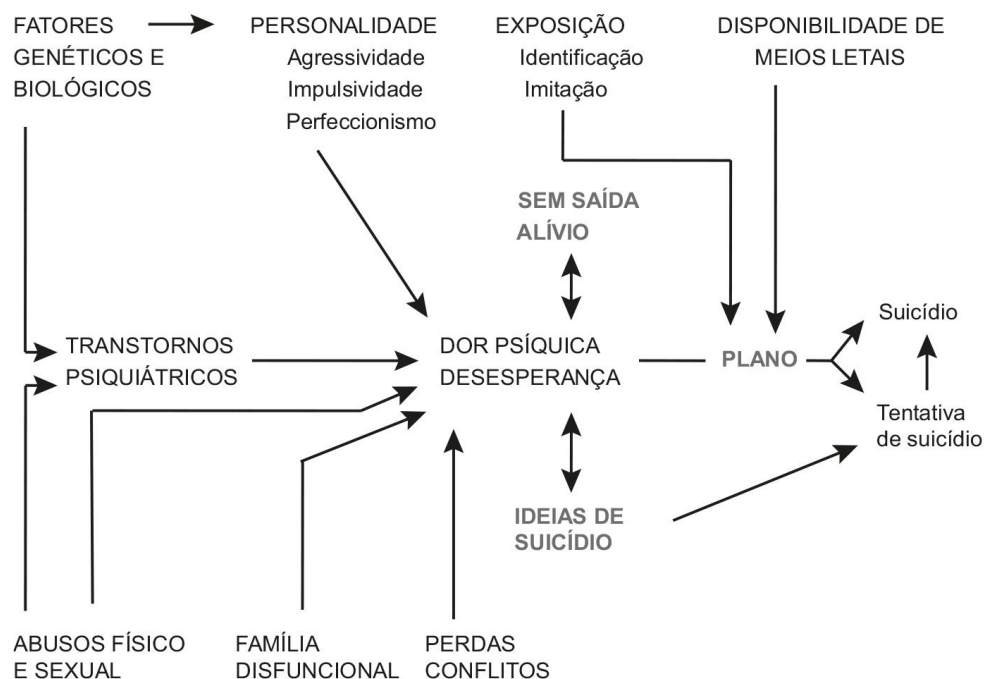 FATORES
GENÉTICOS E
BIOLÓGICOS
PERSONALIDADE
Agressividade
Impulsividade
Perfeccionismo
EXPOSIÇÃO
Identificação
Imitação
DISPONIBILIDADE DE
MEIOS LETAIS
SEM SAÍDA
ALÍVIO
TRANSTORNOS
PSIQUIÁTRICOS
DOR PSÍQUICA
DESESPERANÇA
PLANO
Suicídio
Tentativa
de suicídio
IDEIAS DE
SUICÍDIO
ABUSOS FÍSICO
E SEXUAL
FAMÍLIA
DISFUNCIONAL
PERDAS
CONFLITOS